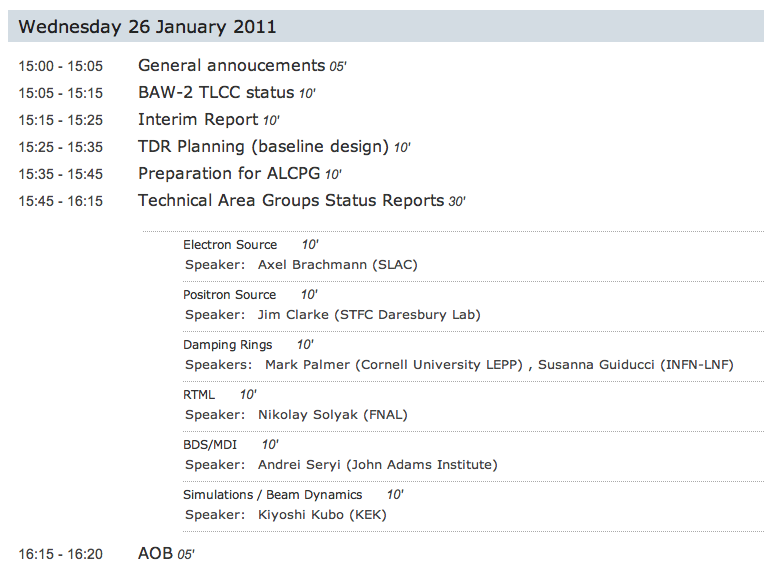 Wednesday 26 January 2011
15:00 - 15:05 General annoucements 05'
15:05 - 15:15 BAW-2 TLCC status 10'
15:15 - 15:25 Interim Report 10'
15:25 - 15:35 TDR Planning (baseline design) 10'
15:35 - 15:45 Preparation for ALCPG 10'
15:45 - 16:15 Technical Area Groups Status Reports 30'
Electron Source 10'
Speaker: Axel Brachmann (SLAC)
Positron Source 10'
Speaker: Jim Clarke (STFC Daresbury Lab)
Damping Rings 10'
Speakers: Mark Palmer (Cornell University LEPP) , Susanna Guiducci (INFN-LNF)
RTML 10'
Speaker: Nikolay Solyak (FNAL)
BDS/MDI 10'
Speaker: Andrei Seryi (John Adams Institute)
Simulations / Beam Dynamics 10'
Speaker: Kiyoshi Kubo (KEK)
16:15 - 16:20 AOB 05'